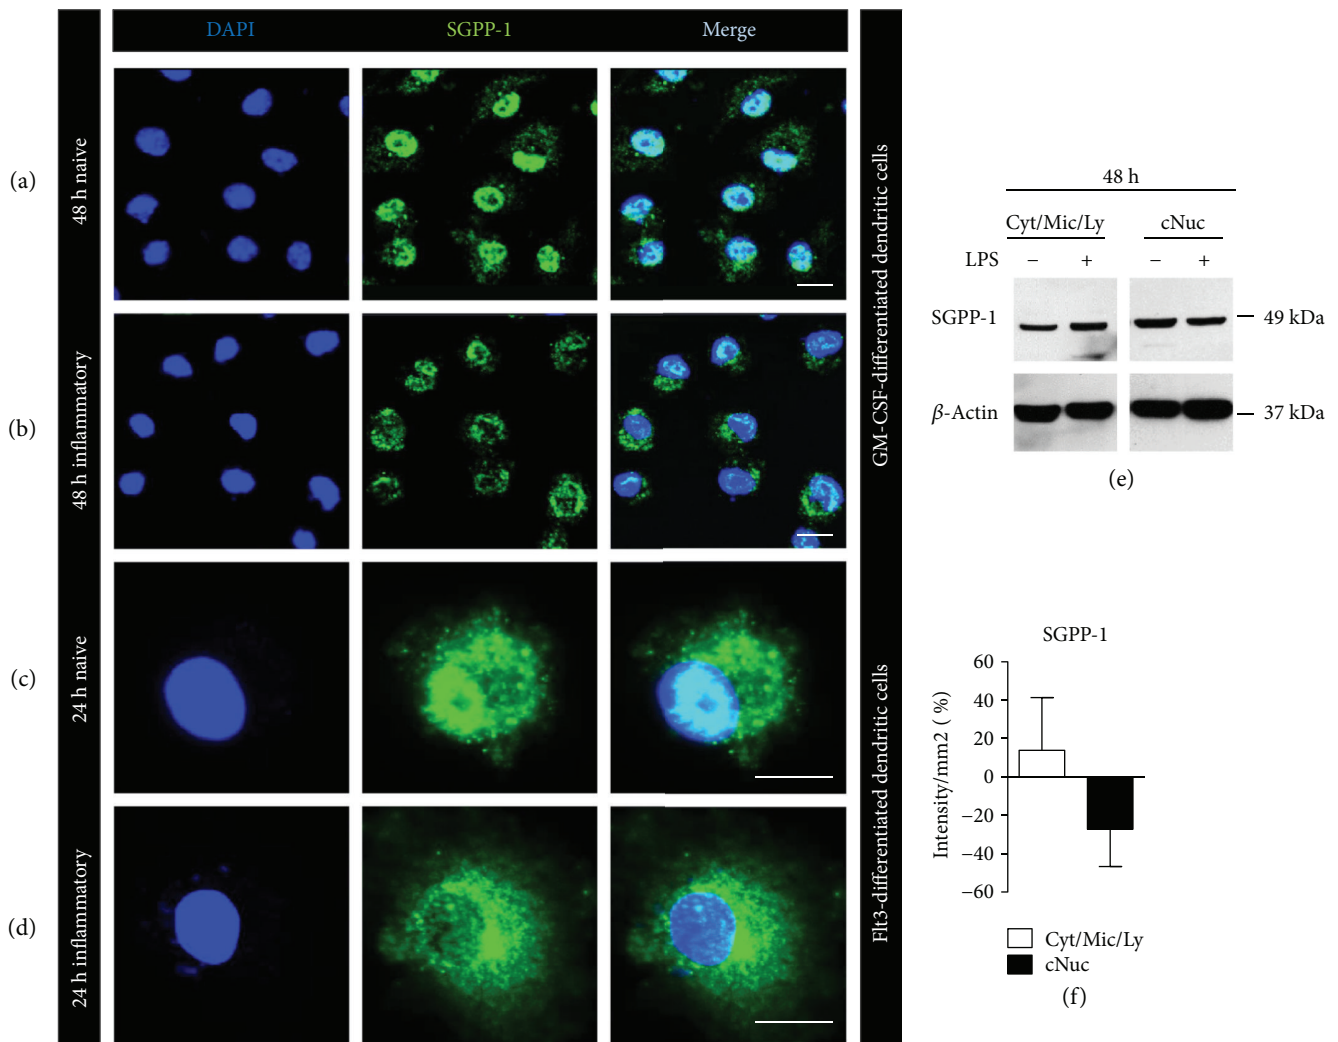 DAPI SGPP-1 Merge
(a)
48 h naive
(b)
48 h inflammatory
GM-CSF-differentiated dendritic cells
(c)
24 h naive
(d)
24 h inflammatory
Flt3-differentiated dendritic cells
48 h
Cyt/Mic/Ly cNuc
LPS − + − +
SGPP-1 49 kDa
β-Actin 37 kDa
(e)
SGPP-1
Intensity/mm2 ( %)
60
40
20
0
−20
−40
−60
Cyt/Mic/Ly
cNuc
(f)